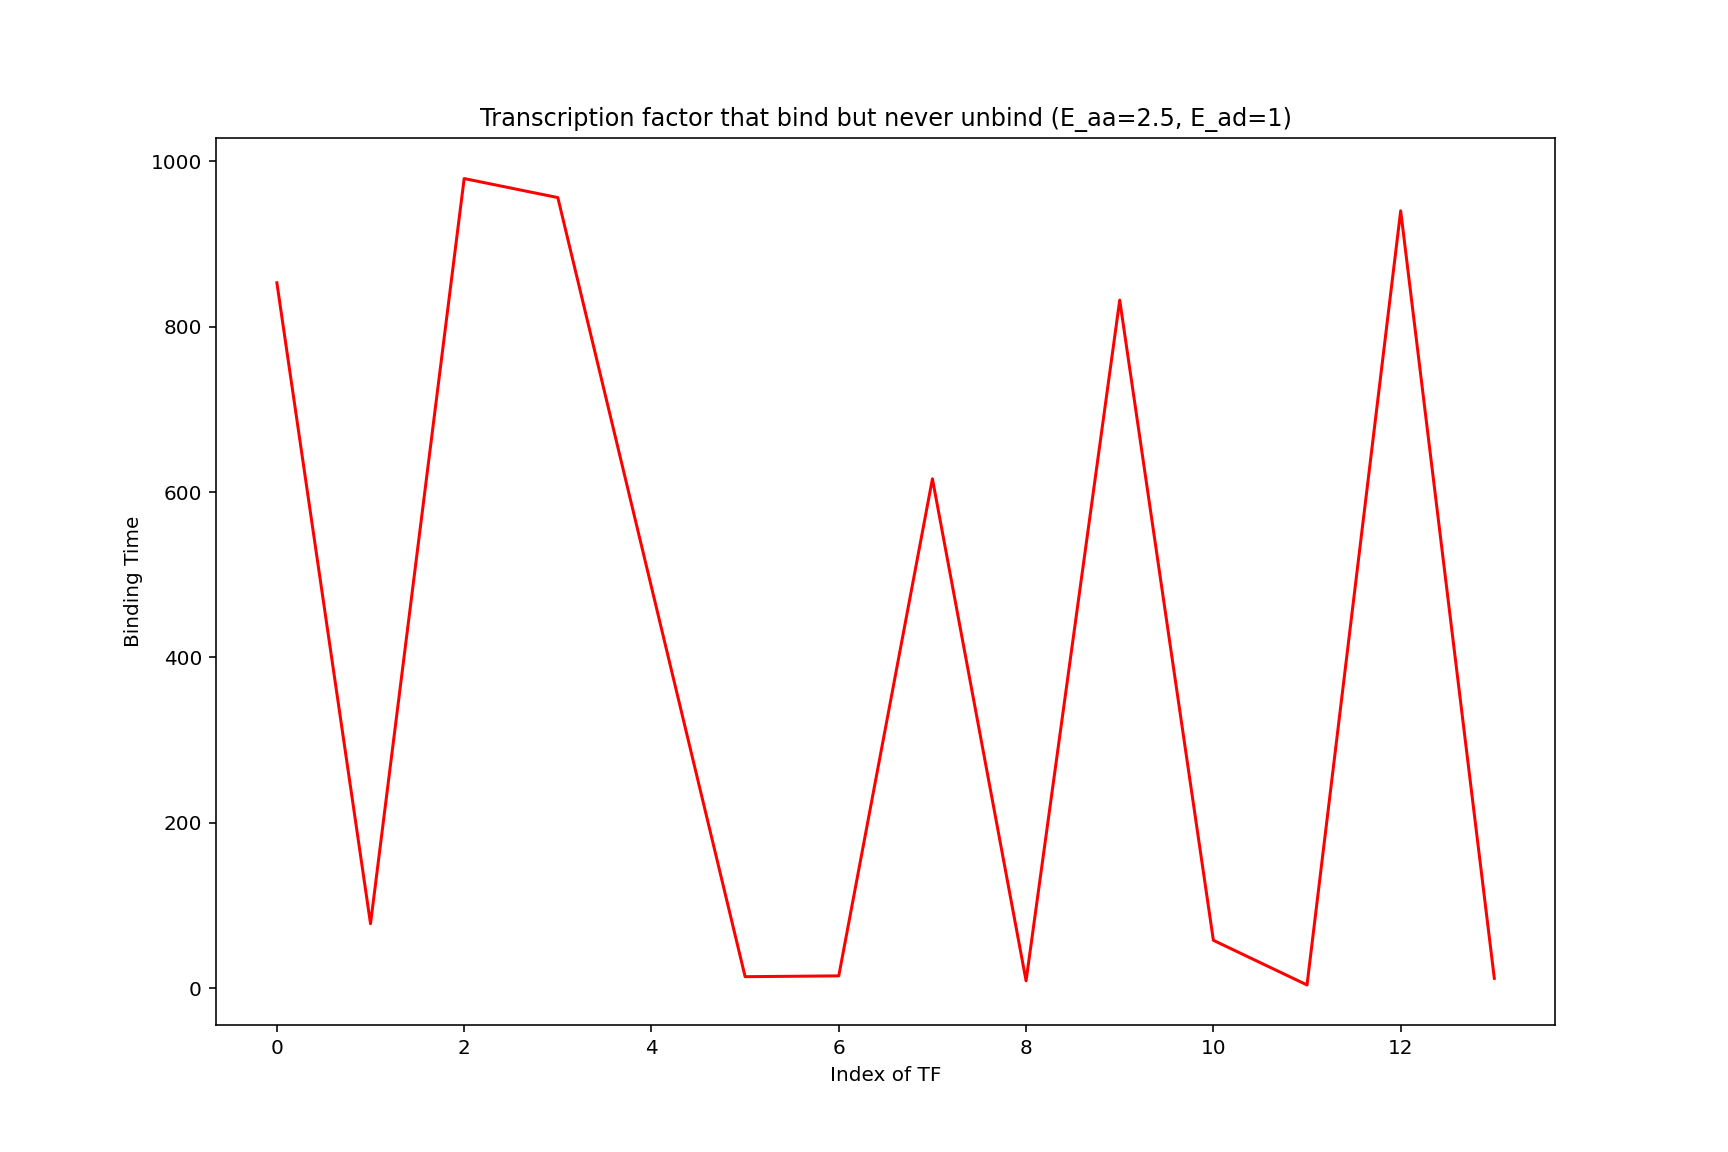 Transcription factor that bind but never unbind (E_aa=2.5, E_ad=1)
1000
800
600
400
200
0
Binding Time
0 2 4 6 8 10 12
Index of TF